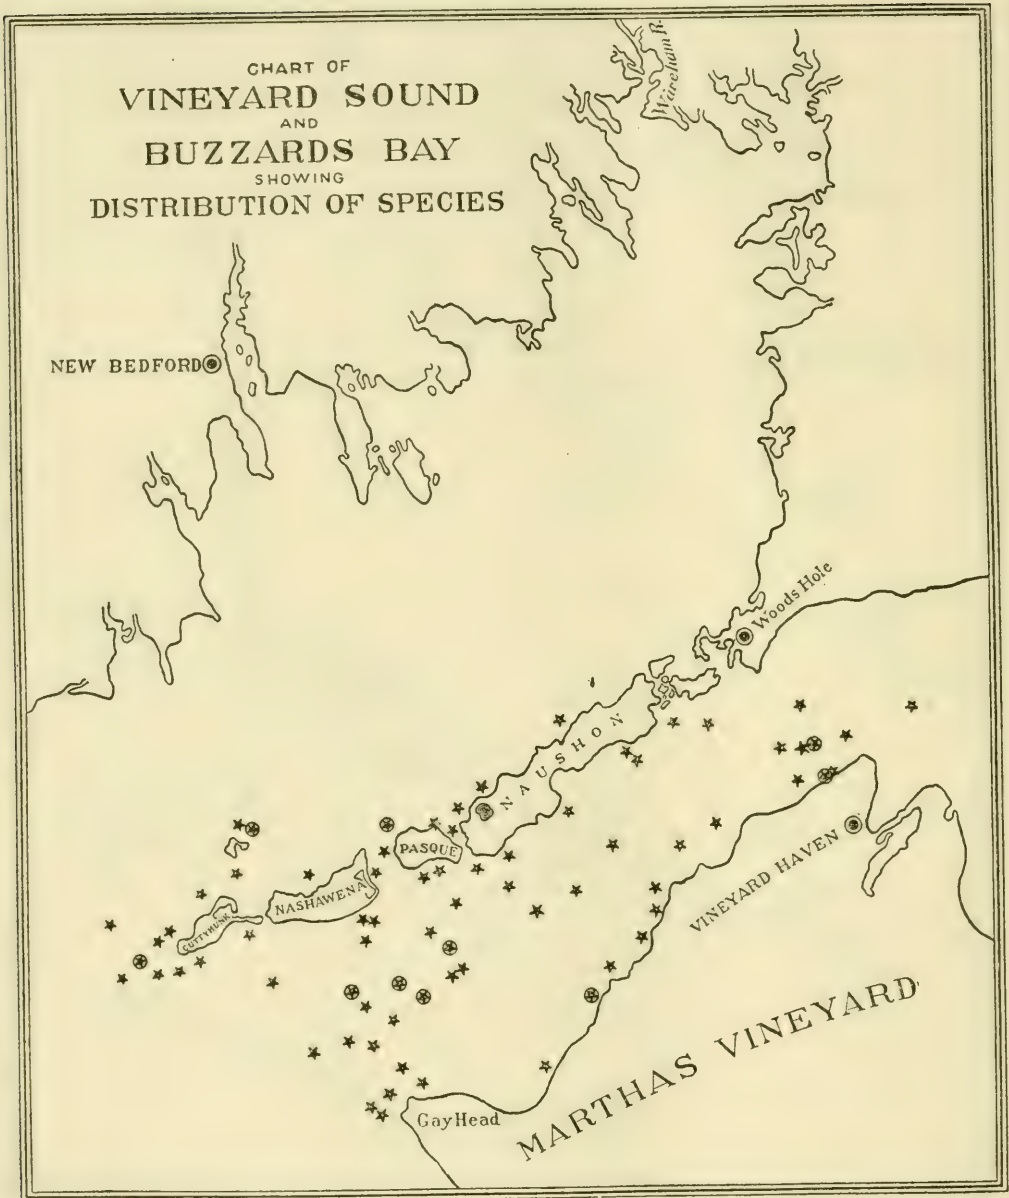 CHART OF
VINEYARD SOUND
AND
BUZZARDS BAY
SHOWING
DISTRIBUTION OF SPECIES
Wareham R.
NEW BEDFORD
Woods Hole
NAUSHON
PASQUE
NASHAWENA
CUTTYHUNK
VINEYARD HAVEN
MARTHAS VINEYARD
Gay Head